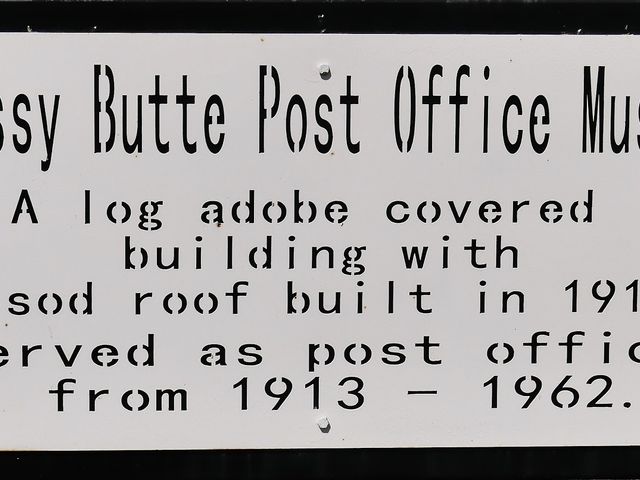 ssy Butte Post Office Mus
A log adobe covered
building with
sod roof built in 191
erved as post offic
from 1913 – 1962.